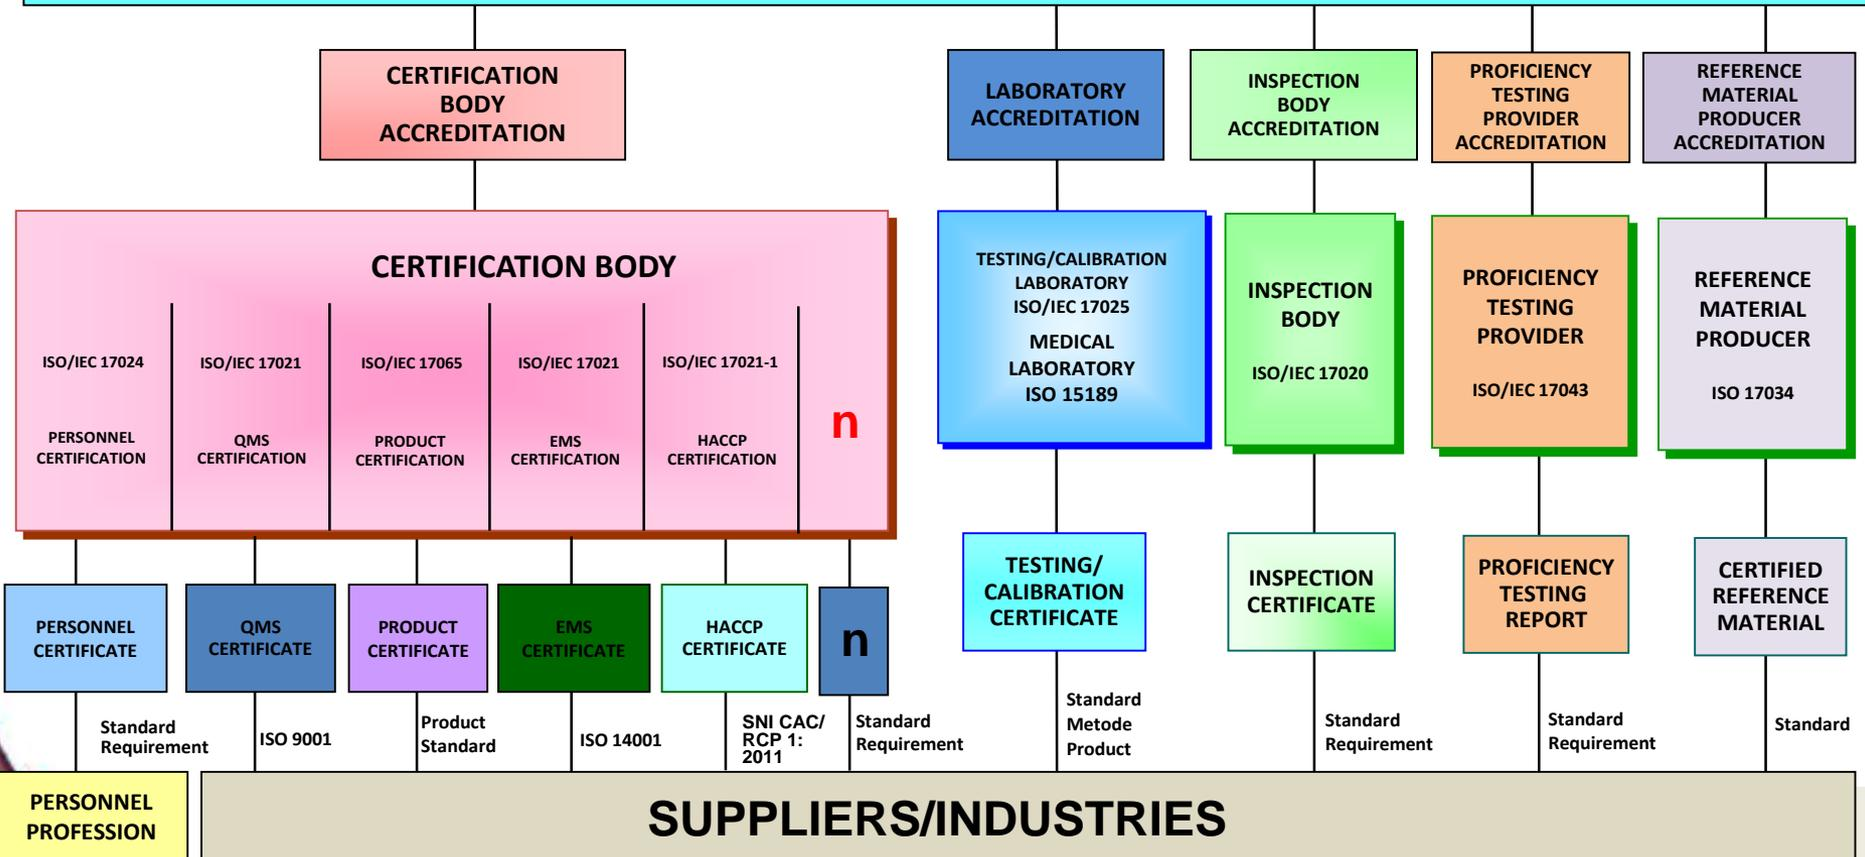 CERTIFICATION
BODY
ACCREDITATION
LABORATORY
ACCREDITATION
INSPECTION
BODY
ACCREDITATION
PROFICIENCY
TESTING
PROVIDER
ACCREDITATION
REFERENCE
MATERIAL
PRODUCER
ACCREDITATION
CERTIFICATION BODY
ISO/IEC 17024
PERSONNEL
CERTIFICATION
ISO/IEC 17021
QMS
CERTIFICATION
ISO/IEC 17065
PRODUCT
CERTIFICATION
ISO/IEC 17021
EMS
CERTIFICATION
ISO/IEC 17021-1
HACCP
CERTIFICATION
n
TESTING/CALIBRATION
LABORATORY
ISO/IEC 17025
MEDICAL
LABORATORY
ISO 15189
INSPECTION
BODY
ISO/IEC 17020
PROFICIENCY
TESTING
PROVIDER
ISO/IEC 17043
REFERENCE
MATERIAL
PRODUCER
ISO 17034
PERSONNEL
CERTIFICATE
QMS
CERTIFICATE
PRODUCT
CERTIFICATE
EMS
CERTIFICATE
HACCP
CERTIFICATE
n
TESTING/
CALIBRATION
CERTIFICATE
INSPECTION
CERTIFICATE
PROFICIENCY
TESTING
REPORT
CERTIFIED
REFERENCE
MATERIAL
Standard
Requirement
ISO 9001
Product
Standard
ISO 14001
SNI CAC/
RCP 1:
2011
Standard
Requirement
Standard
Metode
Product
Standard
Requirement
Standard
Requirement
Standard
PERSONNEL
PROFESSION
SUPPLIERS/INDUSTRIES